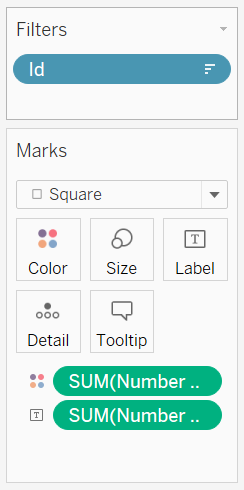 Filters
Id
Marks
Square
Color Size Label
T
Detail Tooltip
SUM(Number ..
T SUM(Number ..